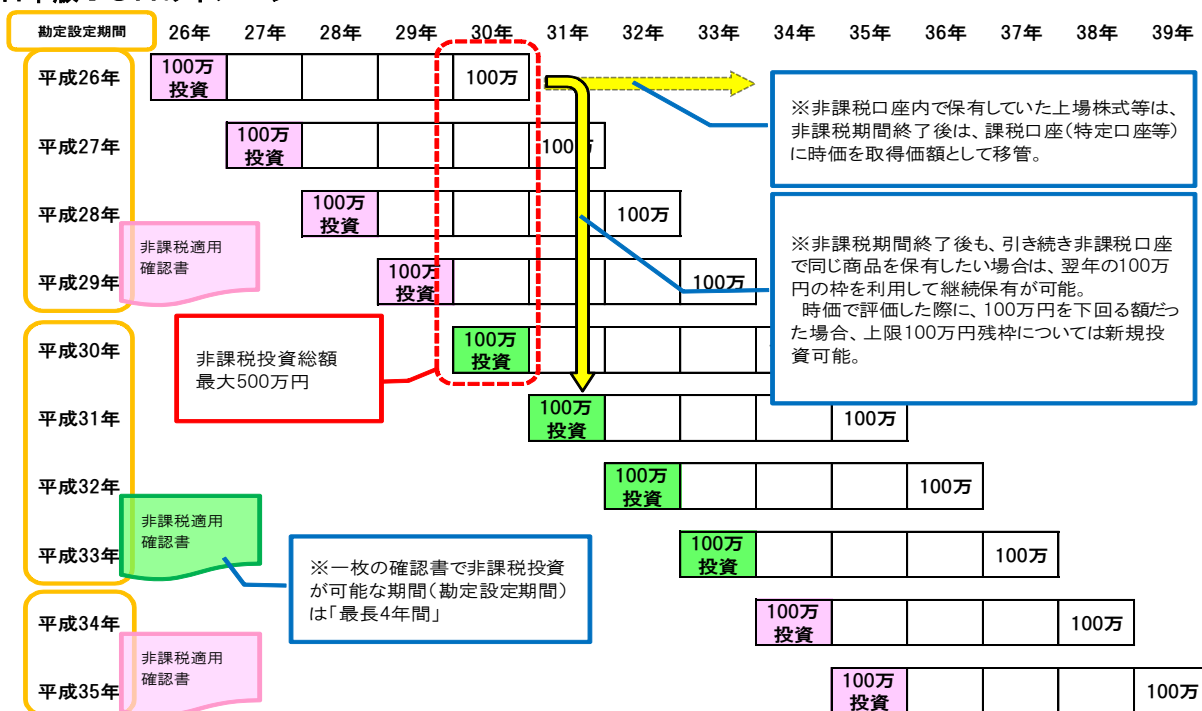 勘定設定期間 26年 27年 28年 29年 30年 31年 32年 33年 34年 35年 36年 37年 38年 39年
平成26年 100万 100万
投資
※非課税口座内で保有していた上場株式等は、
非課税期間終了後は、課税口座(特定口座等)
に時価を取得価額として移管。
平成27年 100万 100万
投資
平成28年 100万 100万
投資
非課税適用
確認書
平成29年 100万 100万
投資
※非課税期間終了後も、引き続き非課税口座
で同じ商品を保有したい場合は、翌年の100万
円の枠を利用して継続保有が可能。
時価で評価した際に、100万円を下回る額だっ
た場合、上限100万円残枠については新規投
資可能。
平成30年 100万
投資
非課税投資総額
最大500万円
平成31年 100万 100万
投資
平成32年 100万 100万
投資
非課税適用
確認書
平成33年 100万 100万
投資
※一枚の確認書で非課税投資
が可能な期間(勘定設定期間)
は「最長4年間」
平成34年 100万 100万
投資
非課税適用
確認書
平成35年 100万 100万
投資